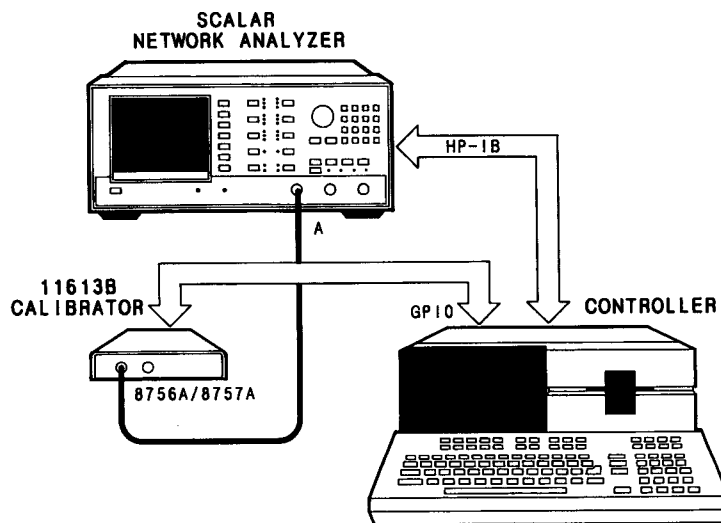 SCALAR
NETWORK ANALYZER
HP-IB
A
11613B
CALIBRATOR
GPIO
CONTROLLER
8756A/8757A